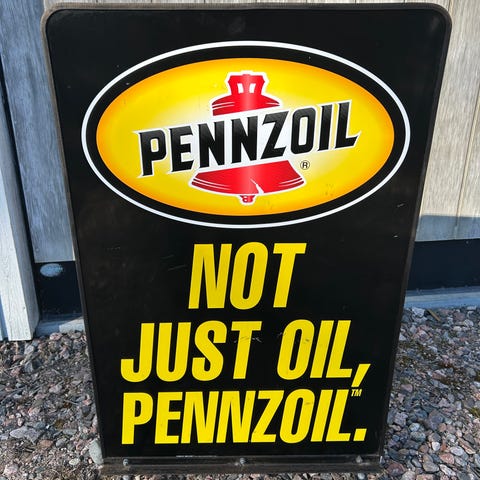 PENNZOIL
®
NOT
JUST OIL,
PENNZOIL.™